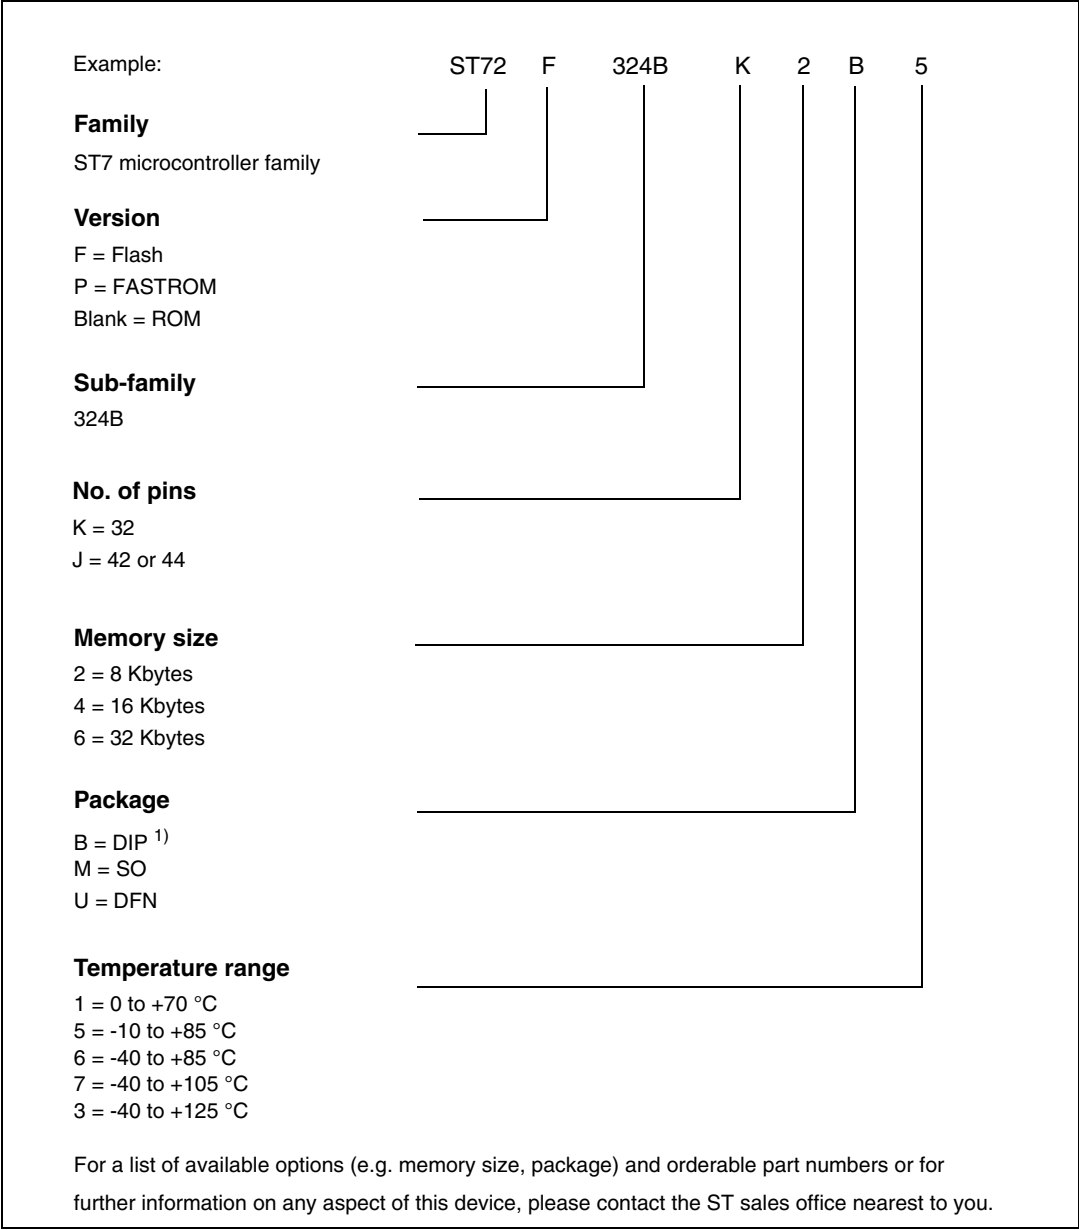 Example: ST72 F 324B K 2 B 5
Family
ST7 microcontroller family
Version
F = Flash
P = FASTROM
Blank = ROM
Sub-family
324B
No. of pins
K = 32
J = 42 or 44
Memory size
2 = 8 Kbytes
4 = 16 Kbytes
6 = 32 Kbytes
Package
B = DIP 1)
M = SO
U = DFN
Temperature range
1 = 0 to +70 °C
5 = -10 to +85 °C
6 = -40 to +85 °C
7 = -40 to +105 °C
3 = -40 to +125 °C
For a list of available options (e.g. memory size, package) and orderable part numbers or for
further information on any aspect of this device, please contact the ST sales office nearest to you.